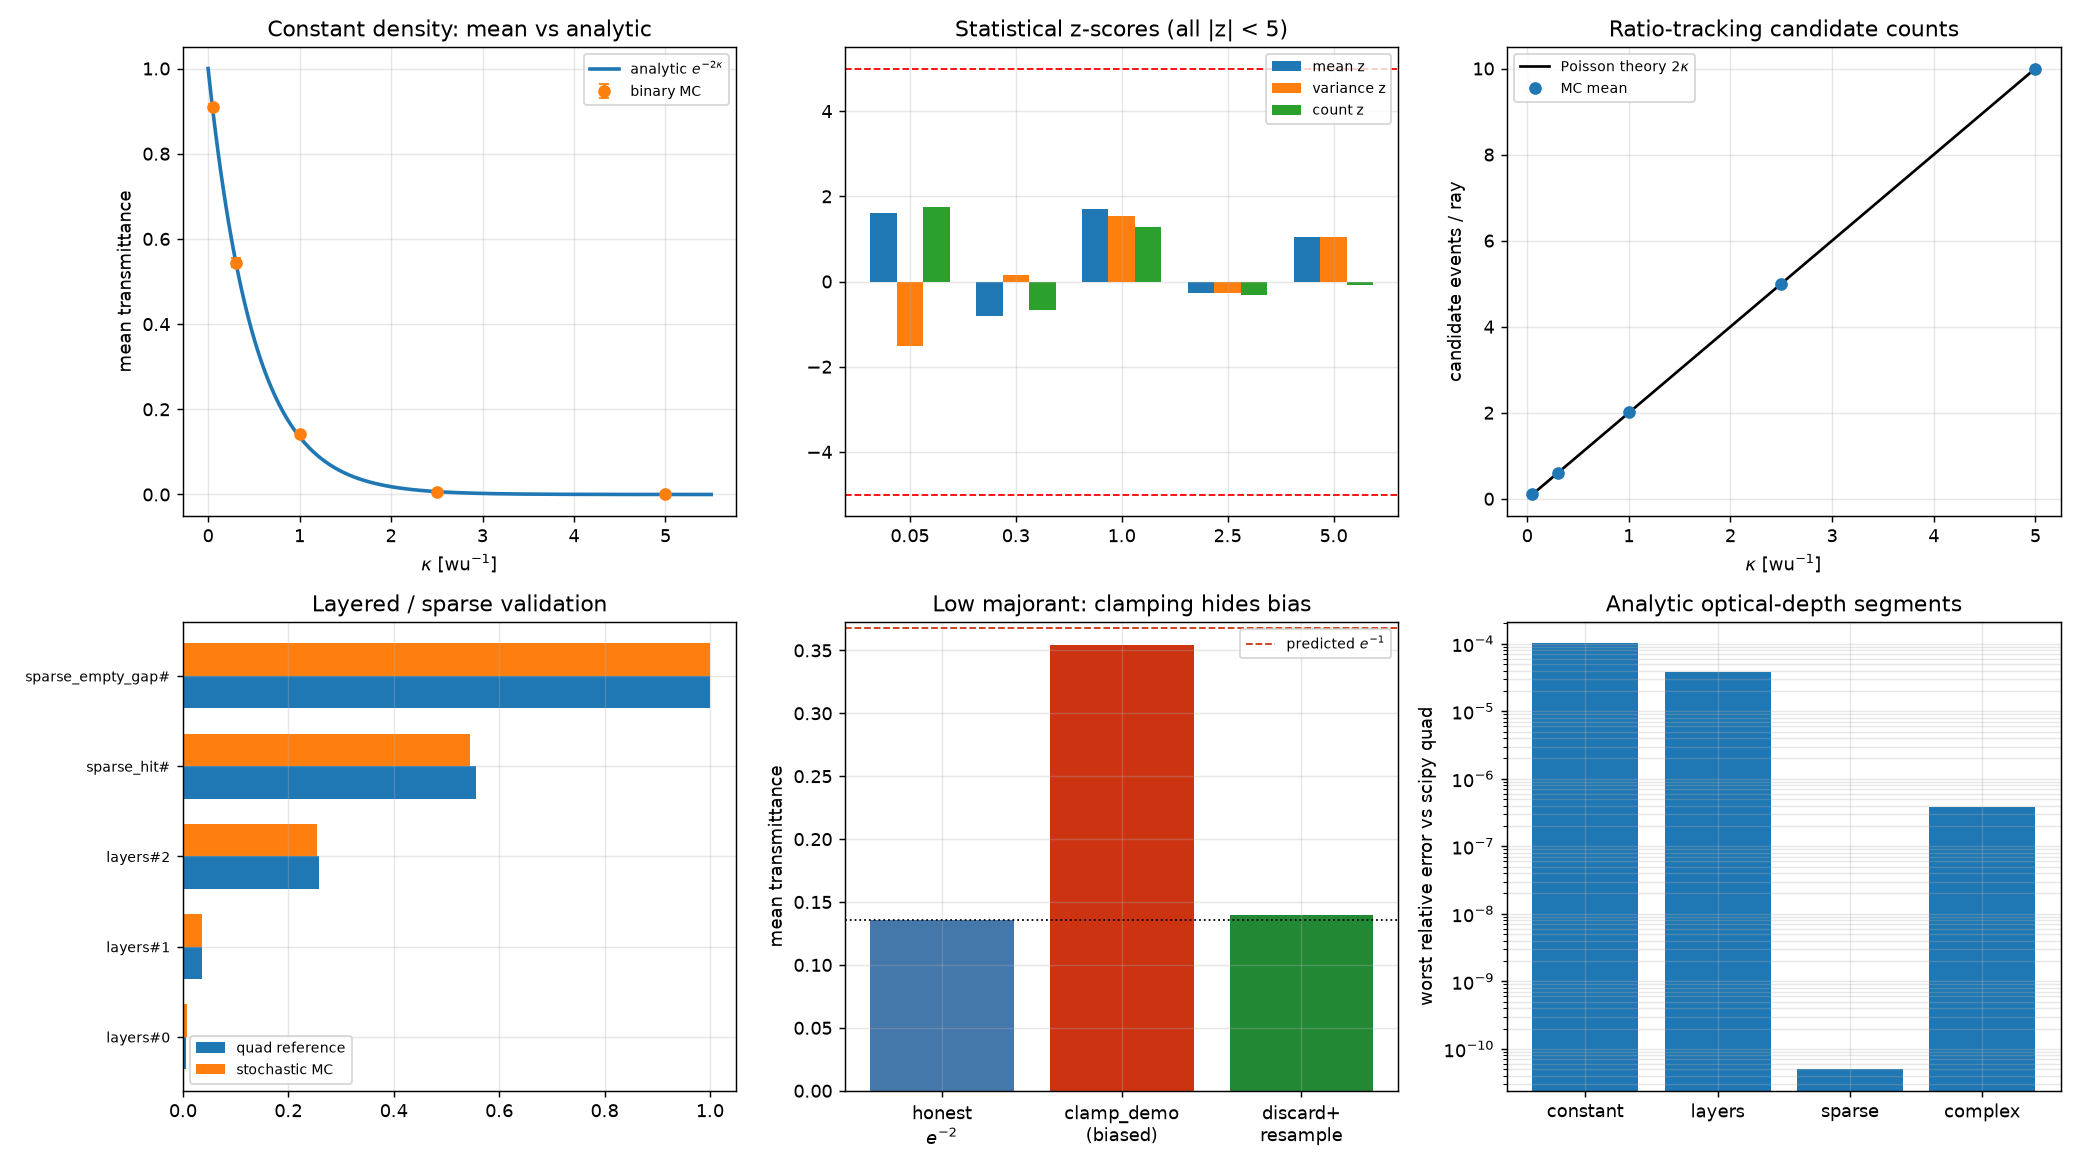 Constant density: mean vs analytic
mean transmittance
1.0
0.8
0.6
0.4
0.2
0.0
analytic e⁻²ᵏ
binary MC
0 1 2 3 4 5
κ [wu⁻¹]
Statistical z-scores (all |z| < 5)
4
2
0
−2
−4
mean z
variance z
count z
0.05 0.3 1.0 2.5 5.0
Ratio-tracking candidate counts
candidate events / ray
10
8
6
4
2
0
Poisson theory 2κ
MC mean
0 1 2 3 4 5
κ [wu⁻¹]
Layered / sparse validation
sparse_empty_gap#
sparse_hit#
layers#2
layers#1
layers#0
quad reference
stochastic MC
0.0 0.2 0.4 0.6 0.8 1.0
Low majorant: clamping hides bias
mean transmittance
0.35
0.30
0.25
0.20
0.15
0.10
0.05
0.00
predicted e⁻¹
honest clamp_demo discard+
e⁻² (biased) resample
Analytic optical-depth segments
worst relative error vs scipy quad
10⁻⁴
10⁻⁵
10⁻⁶
10⁻⁷
10⁻⁸
10⁻⁹
10⁻¹⁰
constant layers sparse complex